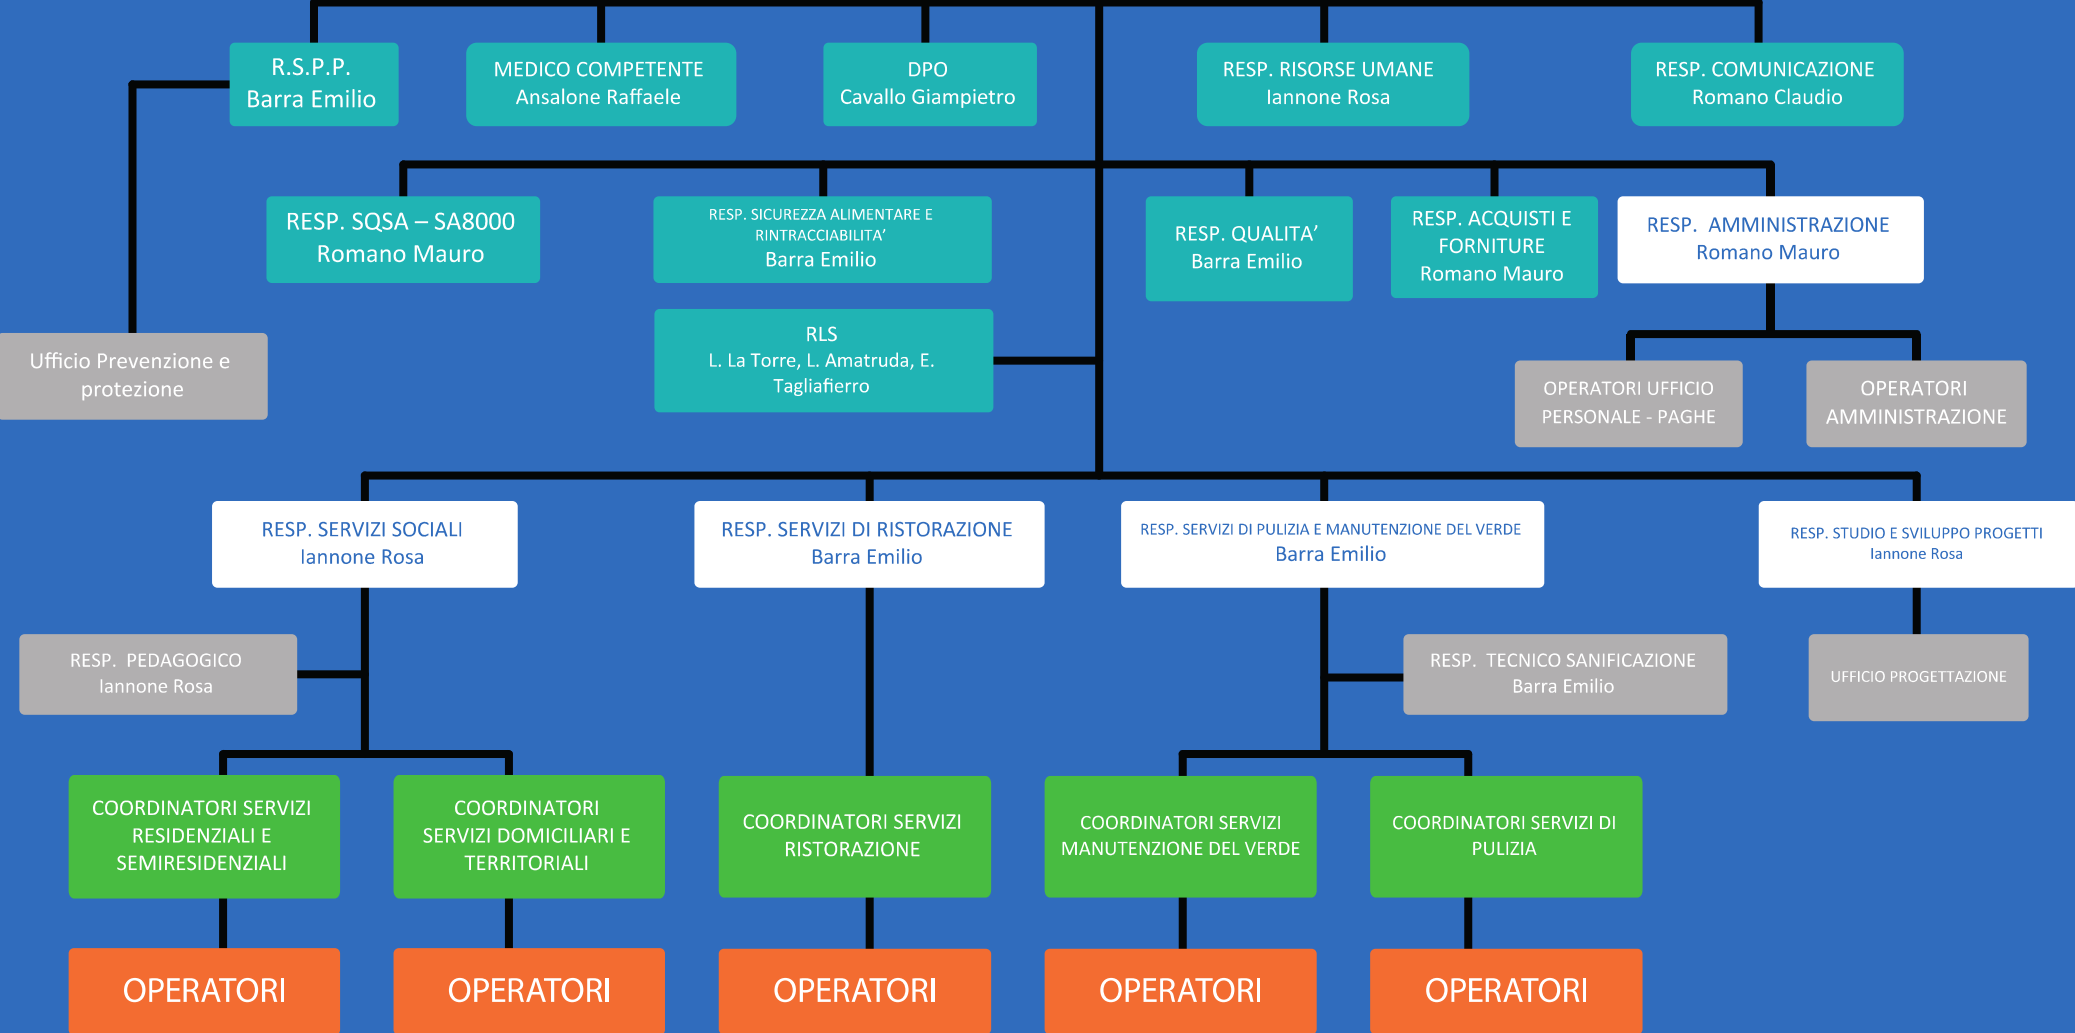 R.S.P.P.
Barra Emilio
MEDICO COMPETENTE
Ansalone Raffaele
DPO
Cavallo Giampietro
RESP. RISORSE UMANE
Iannone Rosa
RESP. COMUNICAZIONE
Romano Claudio
RESP. SQSA – SA8000
Romano Mauro
RESP. SICUREZZA ALIMENTARE E
RINTRACCIABILITA’
Barra Emilio
RESP. QUALITA’
Barra Emilio
RESP. ACQUISTI E
FORNITURE
Romano Mauro
RESP. AMMINISTRAZIONE
Romano Mauro
RLS
L. La Torre, L. Amatruda, E.
Tagliafierro
Ufficio Prevenzione e
protezione
OPERATORI UFFICIO
PERSONALE - PAGHE
OPERATORI
AMMINISTRAZIONE
RESP. SERVIZI SOCIALI
Iannone Rosa
RESP. SERVIZI DI RISTORAZIONE
Barra Emilio
RESP. SERVIZI DI PULIZIA E MANUTENZIONE DEL VERDE
Barra Emilio
RESP. STUDIO E SVILUPPO PROGETTI
Iannone Rosa
RESP. PEDAGOGICO
Iannone Rosa
RESP. TECNICO SANIFICAZIONE
Barra Emilio
UFFICIO PROGETTAZIONE
COORDINATORI SERVIZI
RESIDENZIALI E
SEMIRESIDENZIALI
COORDINATORI
SERVIZI DOMICILIARI E
TERRITORIALI
COORDINATORI SERVIZI
RISTORAZIONE
COORDINATORI SERVIZI
MANUTENZIONE DEL VERDE
COORDINATORI SERVIZI DI
PULIZIA
OPERATORI
OPERATORI
OPERATORI
OPERATORI
OPERATORI